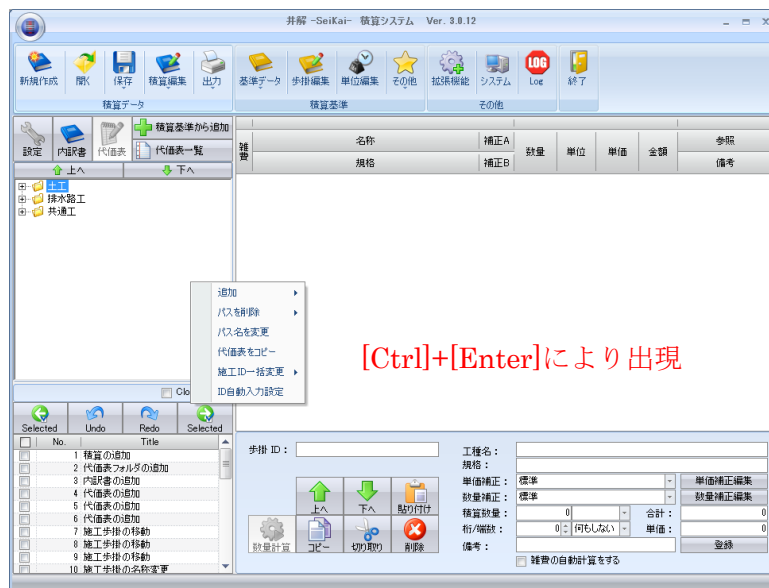 井解 -SeiKai- 積算システム Ver. 3.0.12
新規作成 開く 保存 積算編集 出力 基準データ 歩掛編集 単位編集 その他 拡張機能 システム Log 終了
LOG
積算データ 積算基準 その他
設定 内訳書 代価表 積算基準から追加
代価表一覧
上へ 下へ
土工
排水路工
共通工
雑費 名称 補正A 数量 単位 単価 金額 参照
規格 補正B 備考
追加
パスを削除
パス名を変更
代価表をコピー
施工ID一括変更
ID自動入力設定
[Ctrl]+[Enter]により出現
Clo
Selected Undo Redo Selected
No. Title
1 積算の追加
2 代価表フォルダの追加
3 内訳書の追加
4 代価表の追加
5 代価表の追加
6 代価表の追加
7 施工歩掛の移動
8 施工歩掛の移動
9 施工歩掛の移動
10 施工歩掛の名称変更
歩掛 ID：
上へ 下へ 貼り付け
数量計算 コピー 切り取り 削除
工種名：
規格：
単価補正： 標準 単価補正編集
数量補正： 標準 数量補正編集
積算数量： 0 合計： 0
桁/端数： 0 何もしない 単価： 0
備考： 登録
雑費の自動計算をする